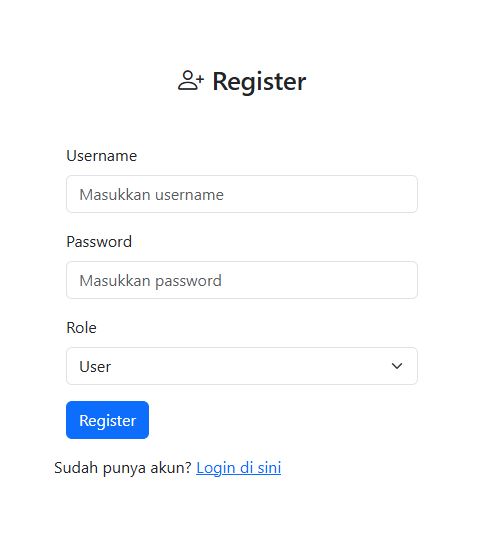 Register
Username
Masukkan username
Password
Masukkan password
Role
User
Register
Sudah punya akun? Login di sini